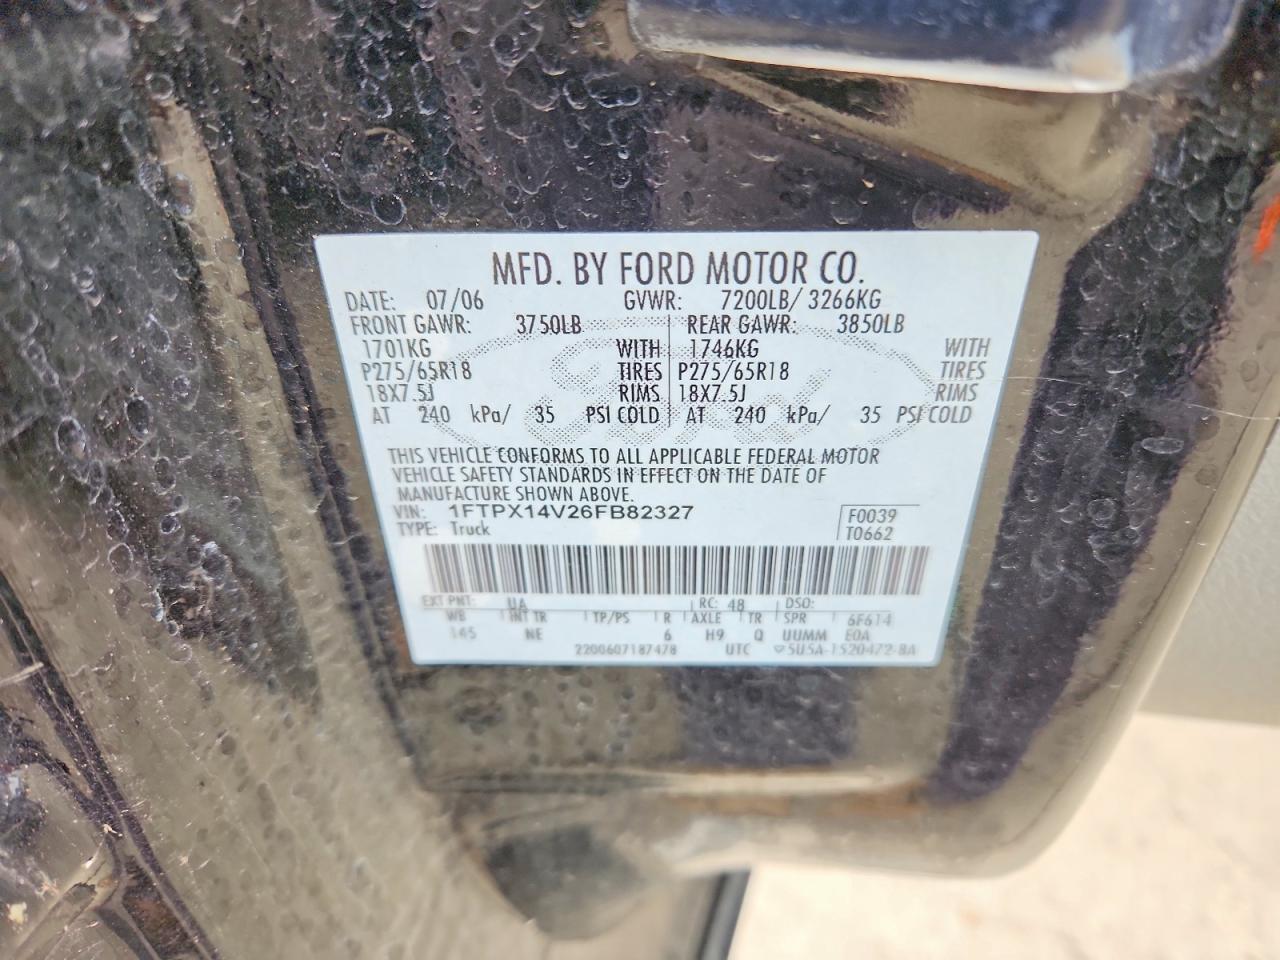 MFD. BY FORD MOTOR CO.
DATE: 07/06 GVWR: 7200LB/ 3266KG
FRONT GAWR: 3750LB REAR GAWR: 3850LB
1701KG WITH 1746KG WITH
P275/65R18 TIRES P275/65R18 TIRES
18X7.5J RIMS 18X7.5J RIMS
AT 240 kPa/ 35 PSI COLD AT 240 kPa/ 35 PSI COLD
THIS VEHICLE CONFORMS TO ALL APPLICABLE FEDERAL MOTOR
VEHICLE SAFETY STANDARDS IN EFFECT ON THE DATE OF
MANUFACTURE SHOWN ABOVE.
VIN: 1FTPX14V26FB82327 F0039
TYPE: Truck T0662
EXT PNT: UA RC: 48 DSO:
WB INT TR TP/PS R AXLE TR SPR 6F614
145 NE 6 H9 Q UUMM EOA
2200607187478 UTC ▽5U5A-1520472-BA